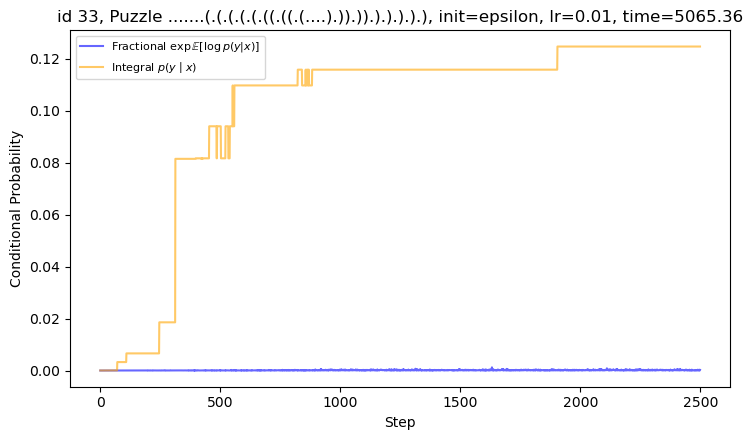 id 33, Puzzle .......(.(.(.(.(.((.((.(....).)).)).).).).).).), init=epsilon, lr=0.01, time=5065.36
Fractional exp𝔼[log p(y|x)]
Integral p(y | x)
Conditional Probability
0.12
0.10
0.08
0.06
0.04
0.02
0.00
0
500
1000
1500
2000
2500
Step